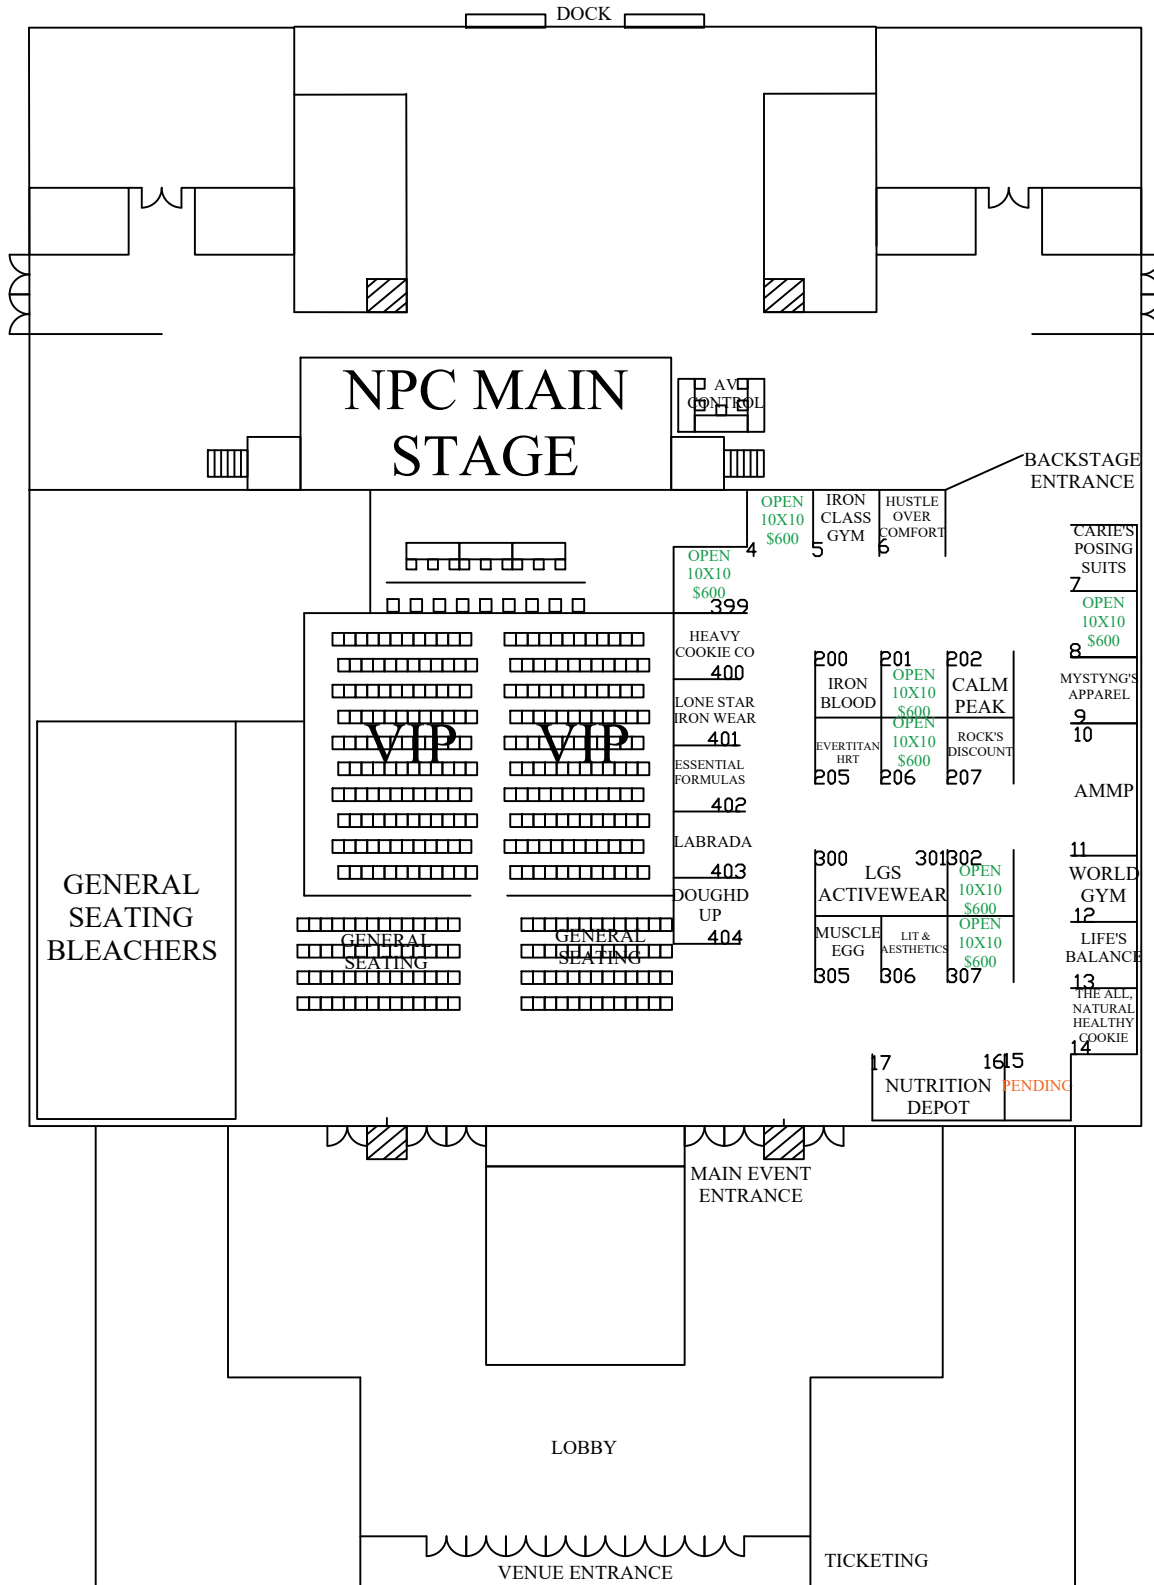 DOCK
NPC MAIN
STAGE
AV
CONTROL
BACKSTAGE
ENTRANCE
OPEN
10X10
$600
4
IRON
CLASS
GYM
5
HUSTLE
OVER
COMFORT
6
CARIE'S
POSING
SUITS
7
OPEN
10X10
$600
399
OPEN
10X10
$600
8
HEAVY
COOKIE CO
400
200
IRON
BLOOD
201
OPEN
10X10
$600
202
CALM
PEAK
MYSTYNG'S
APPAREL
9
LONE STAR
IRON WEAR
401
VIP
VIP
EVERTITAN
HRT
205
OPEN
10X10
$600
206
ROCK'S
DISCOUNT
207
10
AMMP
11
ESSENTIAL
FORMULAS
402
LABRADA
403
300
301
LGS
ACTIVEWEAR
302
OPEN
10X10
$600
WORLD
GYM
12
GENERAL
SEATING
BLEACHERS
DOUGHD
UP
404
GENERAL
SEATING
GENERAL
SEATING
MUSCLE
EGG
305
LIT &
AESTHETICS
306
OPEN
10X10
$600
307
LIFE'S
BALANCE
13
THE ALL,
NATURAL
HEALTHY
COOKIE
14
17
16
NUTRITION
DEPOT
15
PENDING
MAIN EVENT
ENTRANCE
LOBBY
VENUE ENTRANCE
TICKETING